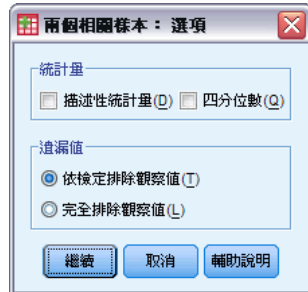 兩個相關樣本： 選項
統計量
描述性統計量(D) 四分位數(Q)
遺漏值
依檢定排除觀察值(T)
完全排除觀察值(L)
繼續 取消 輔助說明